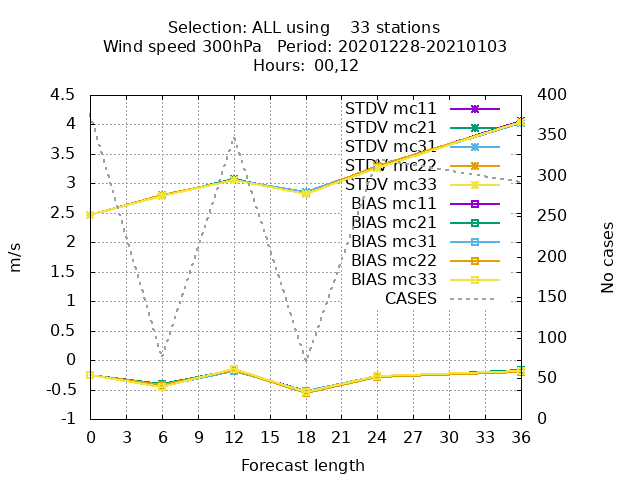 Selection: ALL using    33 stations
Wind speed 300hPa   Period: 20201228-20210103
Hours:  00,12
4.5
4
3.5
3
2.5
2
1.5
1
0.5
0
-0.5
-1
m/s
STDV mc11
STDV mc21
STDV mc31
STDV mc22
STDV mc33
BIAS mc11
BIAS mc21
BIAS mc31
BIAS mc22
BIAS mc33
CASES
400
350
300
250
200
150
100
50
0
No cases
0 3 6 9 12 15 18 21 24 27 30 33 36
Forecast length